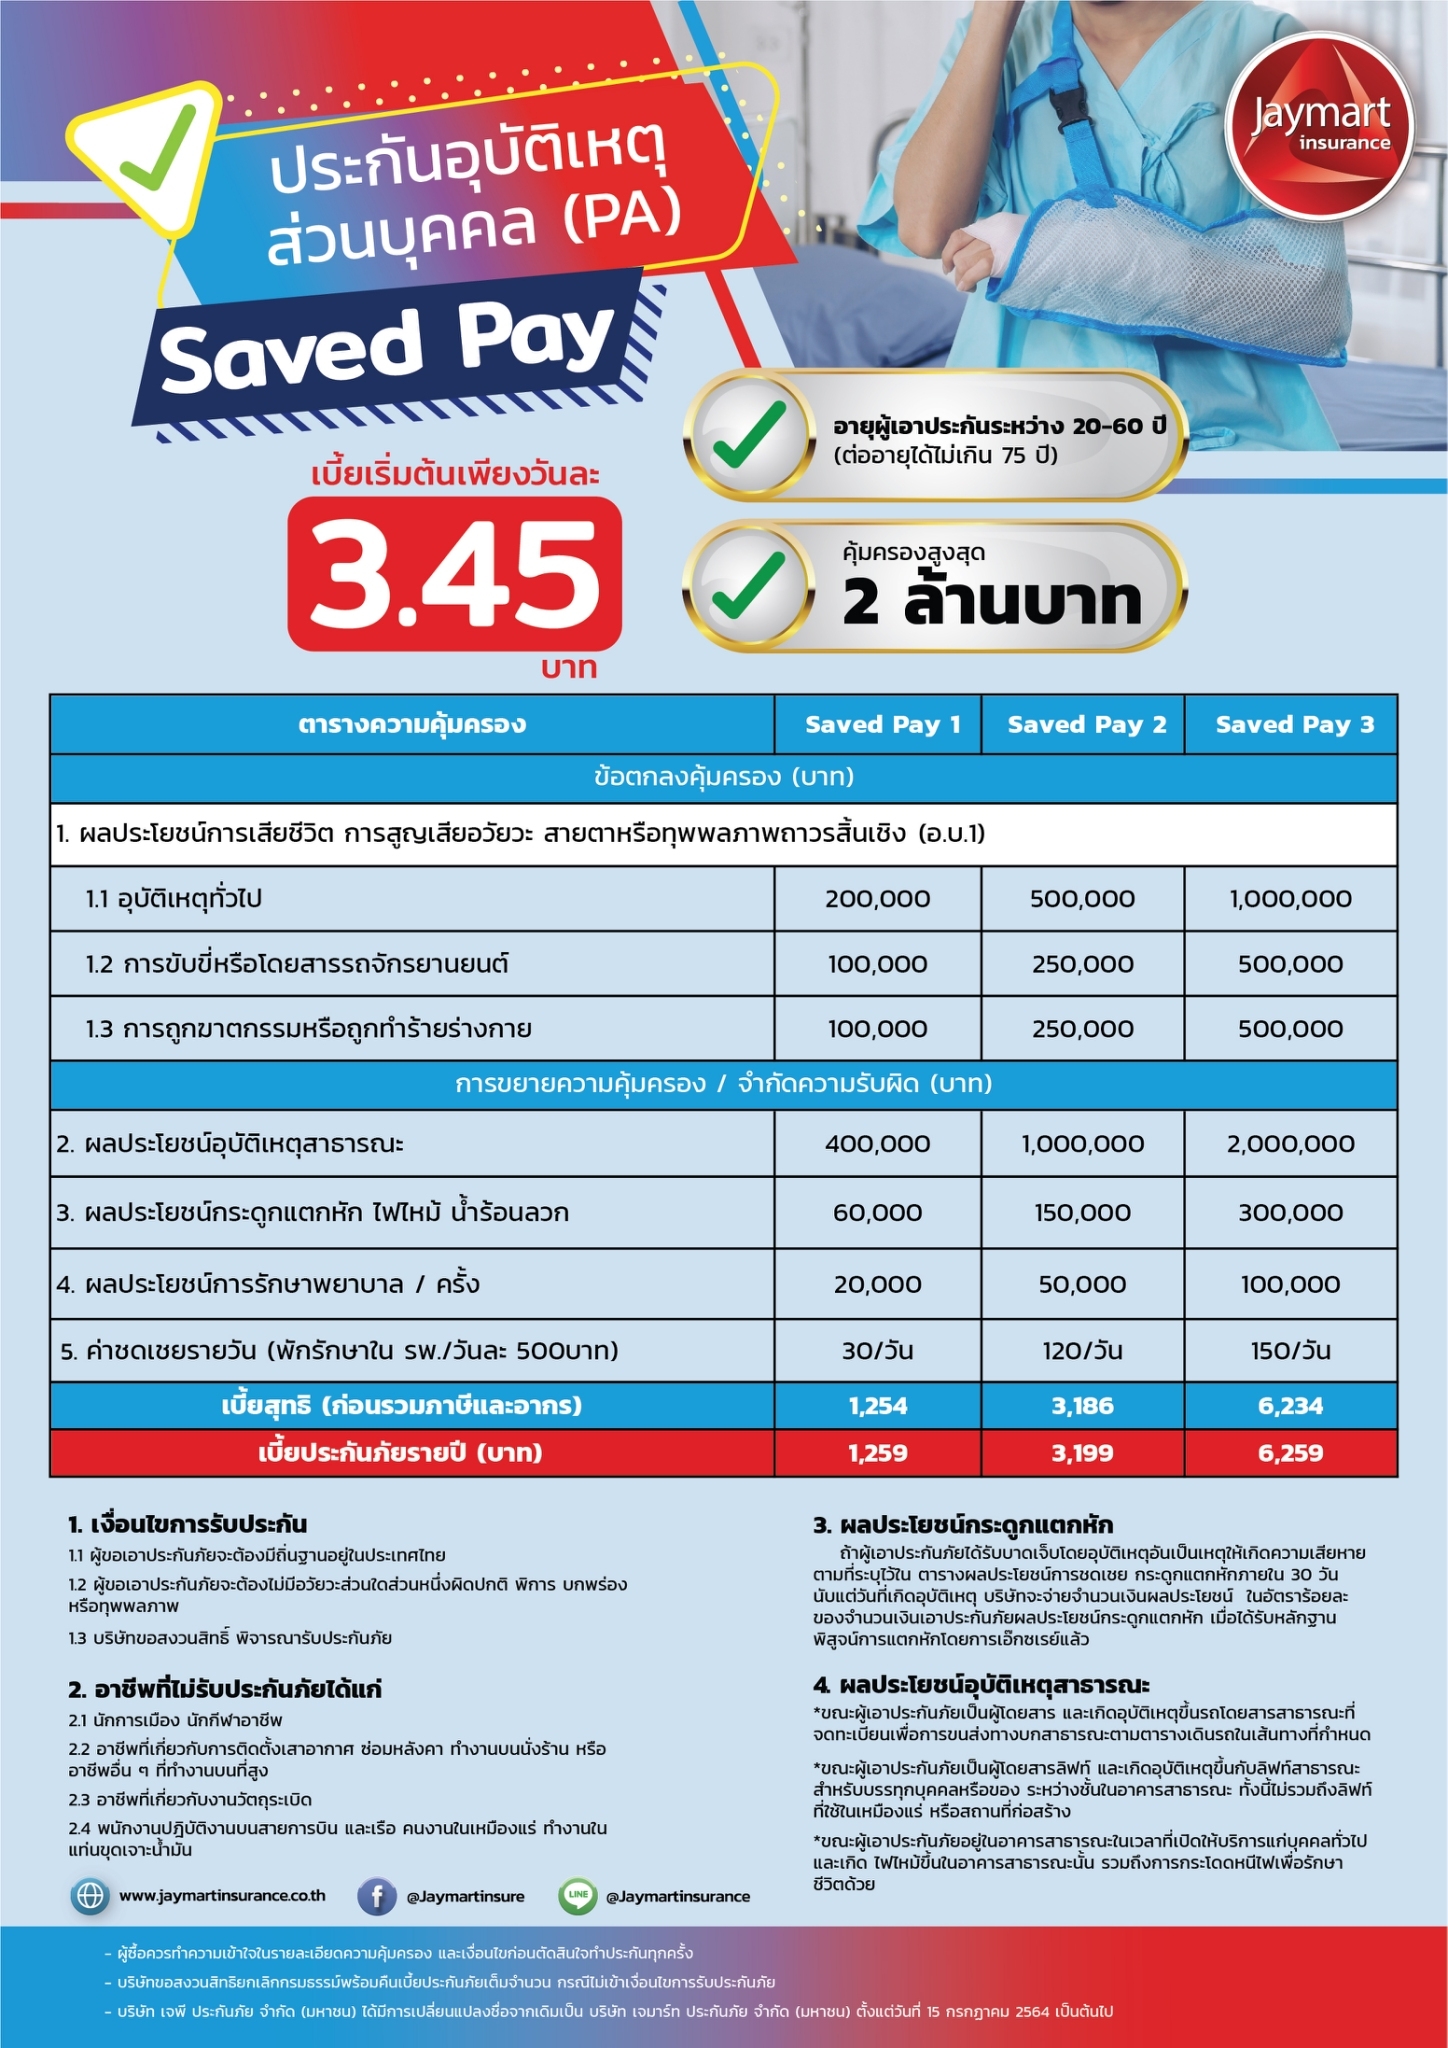 Jaymart
insurance
ประกันอุบัติเหตุ
ส่วนบุคคล (PA)
Saved Pay
อายุผู้เอาประกันระหว่าง 20-60 ปี
(ต่ออายุได้ไม่เกิน 75 ปี)
เบี้ยเริ่มต้นเพียงวันละ
3.45
บาท
คุ้มครองสูงสุด
2 ล้านบาท
ตารางความคุ้มครอง Saved Pay 1 Saved Pay 2 Saved Pay 3
ข้อตกลงคุ้มครอง (บาท)
1. ผลประโยชน์การเสียชีวิต การสูญเสียอวัยวะ สายตาหรือทุพพลภาพถาวรสิ้นเชิง (อ.บ.1)
1.1 อุบัติเหตุทั่วไป 200,000 500,000 1,000,000
1.2 การขับขี่หรือโดยสารรถจักรยานยนต์ 100,000 250,000 500,000
1.3 การถูกฆาตกรรมหรือถูกทำร้ายร่างกาย 100,000 250,000 500,000
การขยายความคุ้มครอง / จำกัดความรับผิด (บาท)
2. ผลประโยชน์อุบัติเหตุสาธารณะ 400,000 1,000,000 2,000,000
3. ผลประโยชน์กระดูกแตกหัก ไฟไหม้ น้ำร้อนลวก 60,000 150,000 300,000
4. ผลประโยชน์การรักษาพยาบาล / ครั้ง 20,000 50,000 100,000
5. ค่าชดเชยรายวัน (พักรักษาใน รพ./วันละ 500บาท) 30/วัน 120/วัน 150/วัน
เบี้ยสุทธิ (ก่อนรวมภาษีและอากร) 1,254 3,186 6,234
เบี้ยประกันภัยรายปี (บาท) 1,259 3,199 6,259
1. เงื่อนไขการรับประกัน
1.1 ผู้ขอเอาประกันภัยจะต้องมีถิ่นฐานอยู่ในประเทศไทย
1.2 ผู้ขอเอาประกันภัยจะต้องไม่มีอวัยวะส่วนใดส่วนหนึ่งผิดปกติ พิการ บกพร่อง
หรือทุพพลภาพ
1.3 บริษัทขอสงวนสิทธิ์ พิจารณารับประกันภัย
2. อาชีพที่ไม่รับประกันภัยได้แก่
2.1 นักการเมือง นักกีฬาอาชีพ
2.2 อาชีพที่เกี่ยวกับการติดตั้งเสาอากาศ ซ่อมหลังคา ทำงานบนนั่งร้าน หรือ
อาชีพอื่น ๆ ที่ทำงานบนที่สูง
2.3 อาชีพที่เกี่ยวกับงานวัตถุระเบิด
2.4 พนักงานปฎิบัติงานบนสายการบิน และเรือ คนงานในเหมืองแร่ ทำงานใน
แท่นขุดเจาะน้ำมัน
3. ผลประโยชน์กระดูกแตกหัก
ถ้าผู้เอาประกันภัยได้รับบาดเจ็บโดยอุบัติเหตุอันเป็นเหตุให้เกิดความเสียหาย
ตามที่ระบุไว้ใน ตารางผลประโยชน์การชดเชย กระดูกแตกหักภายใน 30 วัน
นับแต่วันที่เกิดอุบัติเหตุ บริษัทจะจ่ายจำนวนเงินผลประโยชน์ ในอัตราร้อยละ
ของจำนวนเงินเอาประกันภัยผลประโยชน์กระดูกแตกหัก เมื่อได้รับหลักฐาน
พิสูจน์การแตกหักโดยการเอ๊กซเรย์แล้ว
4. ผลประโยชน์อุบัติเหตุสาธารณะ
*ขณะผู้เอาประกันภัยเป็นผู้โดยสาร และเกิดอุบัติเหตุขึ้นรถโดยสารสาธารณะที่
จดทะเบียนเพื่อการขนส่งทางบกสาธารณะตามตารางเดินรถในเส้นทางที่กำหนด
*ขณะผู้เอาประกันภัยเป็นผู้โดยสารลิฟท์ และเกิดอุบัติเหตุขึ้นกับลิฟท์สาธารณะ
สำหรับบรรทุกบุคคลหรือของ ระหว่างชั้นในอาคารสาธารณะ ทั้งนี้ไม่รวมถึงลิฟท์
ที่ใช้ในเหมืองแร่ หรือสถานที่ก่อสร้าง
*ขณะผู้เอาประกันภัยอยู่ในอาคารสาธารณะในเวลาที่เปิดให้บริการแก่บุคคลทั่วไป
และเกิด ไฟไหม้ขึ้นในอาคารสาธารณะนั้น รวมถึงการกระโดดหนีไฟเพื่อรักษา
ชีวิตด้วย
www.jaymartinsurance.co.th f @Jaymartinsure LINE @Jaymartinsurance
- ผู้ซื้อควรทำความเข้าใจในรายละเอียดความคุ้มครอง และเงื่อนไขก่อนตัดสินใจทำประกันทุกครั้ง
- บริษัทขอสงวนสิทธิยกเลิกกรมธรรม์พร้อมคืนเบี้ยประกันภัยเต็มจำนวน กรณีไม่เข้าเงื่อนไขการรับประกันภัย
- บริษัท เจพี ประกันภัย จำกัด (มหาชน) ได้มีการเปลี่ยนแปลงชื่อจากเดิมเป็น บริษัท เจมาร์ท ประกันภัย จำกัด (มหาชน) ตั้งแต่วันที่ 15 กรกฎาคม 2564 เป็นต้นไป